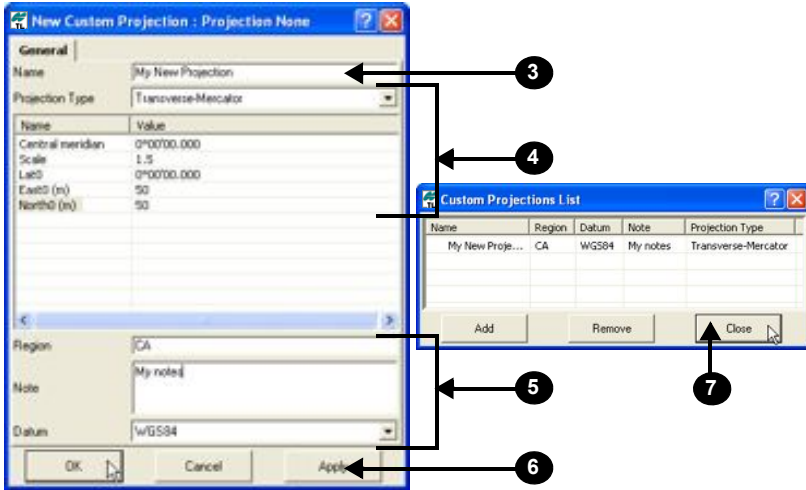 TL New Custom Projection : Projection None
General
Name My New Projection
Projection Type Transverse-Mercator
Name Value
Central meridian 0°00'00.000
Scale 1.5
Lat0 0°00'00.000
East0 (m) 50
North0 (m) 50
Region CA
Note My notes
Datum WGS84
OK Cancel Apply
3
4
5
6
TL Custom Projections List
Name Region Datum Note Projection Type
My New Proje... CA WGS84 My notes Transverse-Mercator
Add Remove Close
7